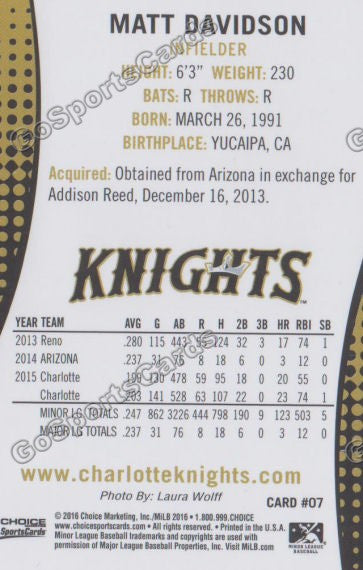 MATT DAVIDSON
INFIELDER
HEIGHT: 6'3" WEIGHT: 230
BATS: R THROWS: R
BORN: MARCH 26, 1991
BIRTHPLACE: YUCAIPA, CA
Acquired: Obtained from Arizona in exchange for
Addison Reed, December 16, 2013.
KNIGHTS™
YEAR TEAM AVG G AB R H 2B 3B HR RBI SB
2013 Reno .280 115 443 55 124 32 3 17 74 1
2014 ARIZONA .237 31 76 8 18 6 0 3 12 0
2015 Charlotte .199 130 478 59 95 18 0 20 55 0
Charlotte .203 141 528 63 107 22 0 23 74 1
MINOR LG TOTALS .247 862 3226 444 798 190 9 123 503 5
MAJOR LG TOTALS .237 31 76 8 18 6 0 3 12 0
www.charlotteknights.com
Photo By: Laura Wolff
CARD #07
CHOICE
SportsCards
© 2016 Choice Marketing, Inc./MiLB 2016 • 1.800.999.CHOICE
www.choicesportscards.com • Printed in the U.S.A.
Minor League Baseball trademarks and copyrights are used with
permission of Major League Baseball Properties, Inc. Visit MiLB.com
MINOR LEAGUE
BASEBALL
GoSportsCards
GoSportsCards
GoSportsCards
GoSportsCards